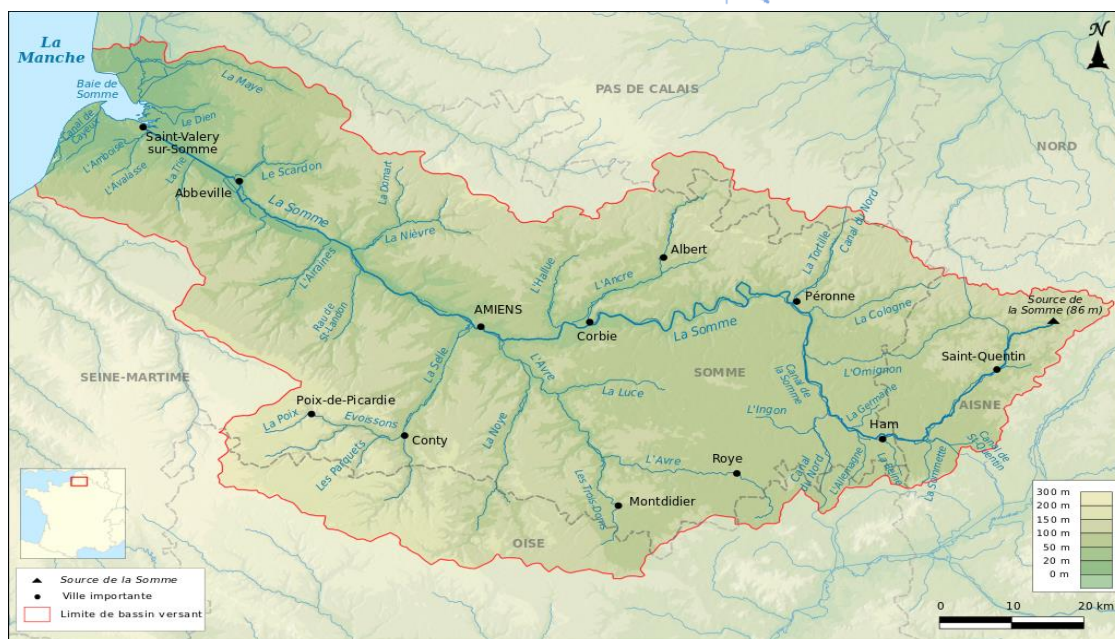 La
Manche
N
Baie de
Somme
La Maye
PAS DE CALAIS
Canal de
Cayeux
Le Dien
Saint-Valery
sur-Somme
NORD
L'Amboise
L'Avalasse
La Trie
Abbeville
Le Scardon
La Domart
La Somme
La Nièvre
L'Airaines
Rau de
St-Landon
L'Hallue
Albert
L'Ancre
La Tortille
Canal du Nord
Péronne
La Cologne
Source de
la Somme (86 m)
AMIENS
Corbie
La Somme
Saint-Quentin
L'Omignon
SEINE-MARTIME
La Selle
L'Avre
La Luce
SOMME
Canal de
la Somme
AISNE
Poix-de-Picardie
La Poix
Evoissons
Conty
Les Parquets
La Noye
L'Ingon
La Germaine
Ham
Canal de
St-Quentin
L'Avre
Roye
Canal
du Nord
L'Allemagne
La Beine
La Sommette
Les Trois Doms
Montdidier
OISE
300 m
200 m
150 m
100 m
50 m
20 m
0 m
Source de la Somme
Ville importante
Limite de bassin versant
0 10 20 km